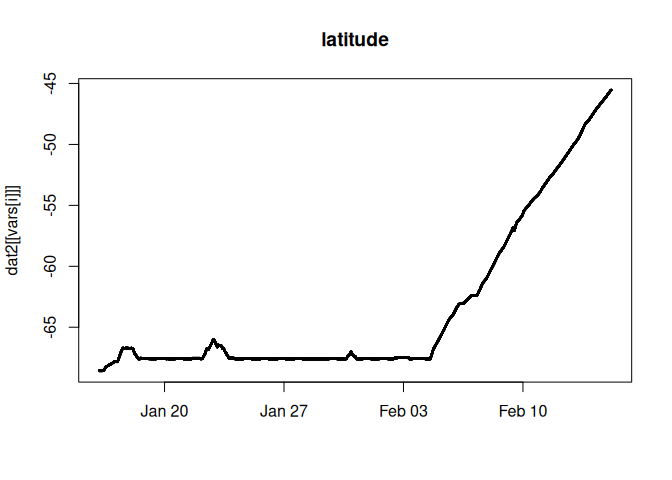 latitude
dat2[[vars[i]]]
-45
-50
-55
-60
-65
Jan 20
Jan 27
Feb 03
Feb 10